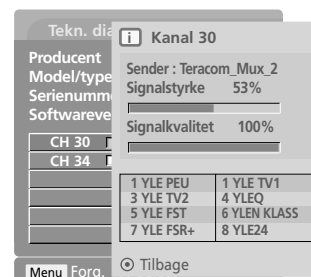 Tekn. dia
i Kanal 30
Producent
Model/type
Serienumm
Softwareve
Sender : Teracom_Mux_2
Signalstyrke 53%
Signalkvalitet 100%
CH 30
CH 34
1 YLE PEU 1 YLE TV1
3 YLE TV2 4 YLEQ
5 YLE FST 6 YLEN KLASS
7 YLE FSR+ 8 YLE24
Tilbage
Menu Forg.